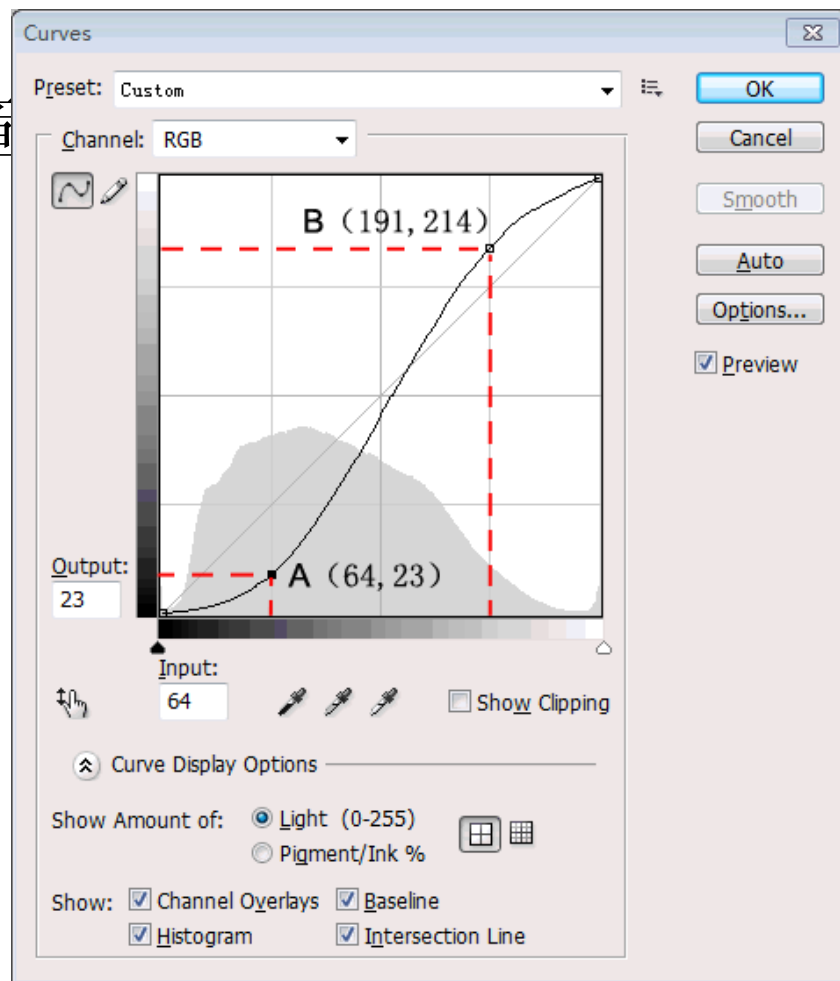 Curves
Preset: Custom
OK
Channel: RGB
Cancel
Smooth
B (191, 214)
Auto
Options...
Preview
Output:
23
A (64, 23)
Input:
64
Show Clipping
Curve Display Options
Show Amount of: Light (0-255)
Pigment/Ink %
Show: Channel Overlays Baseline
Histogram Intersection Line